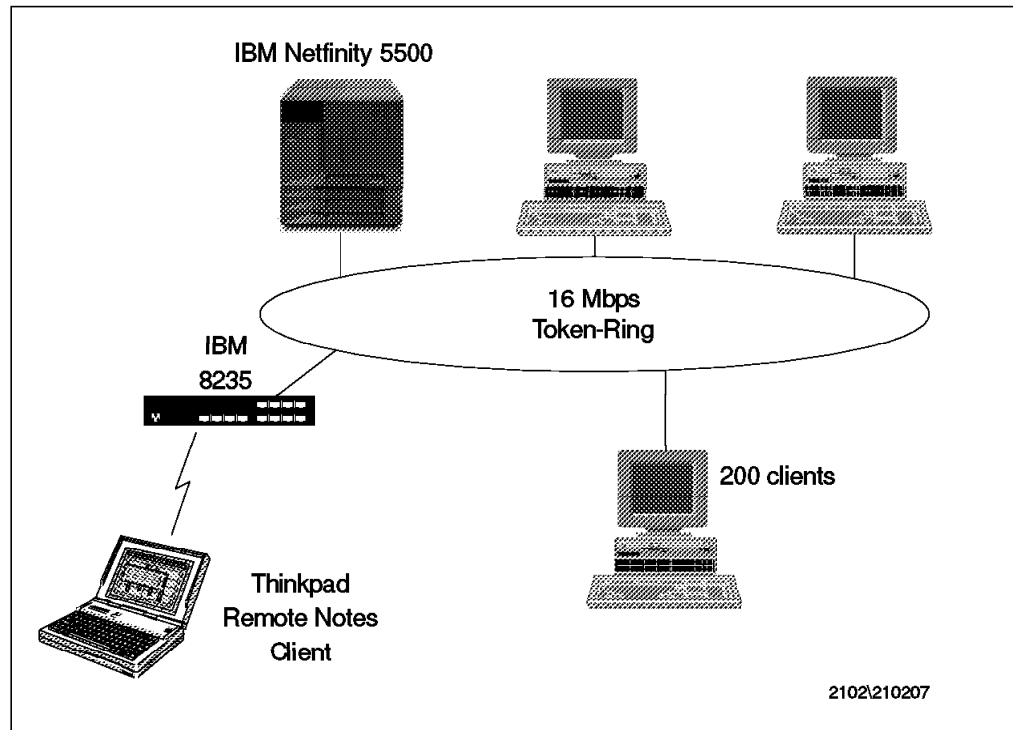 IBM Netfinity 5500
16 Mbps
Token-Ring
IBM
8235
200 clients
Thinkpad
Remote Notes
Client
2102\210207